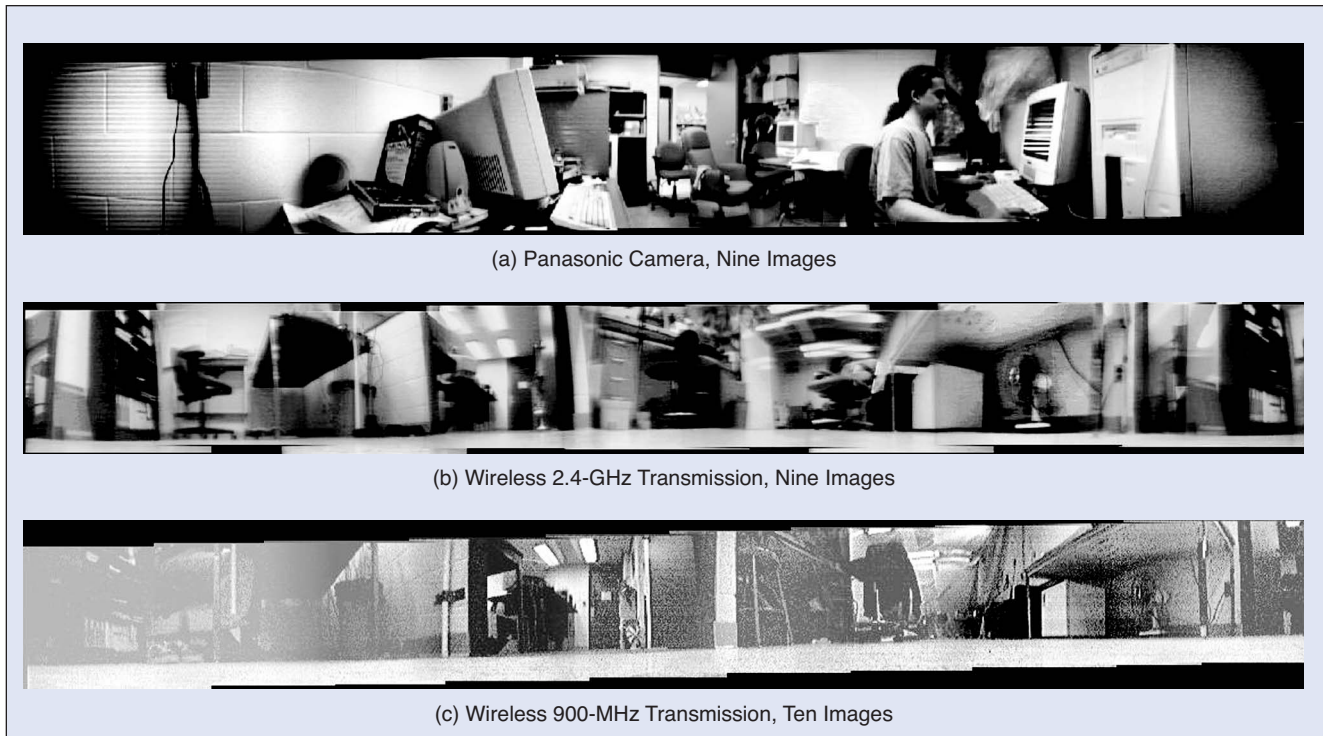 (a) Panasonic Camera, Nine Images
(b) Wireless 2.4-GHz Transmission, Nine Images
(c) Wireless 900-MHz Transmission, Ten Images